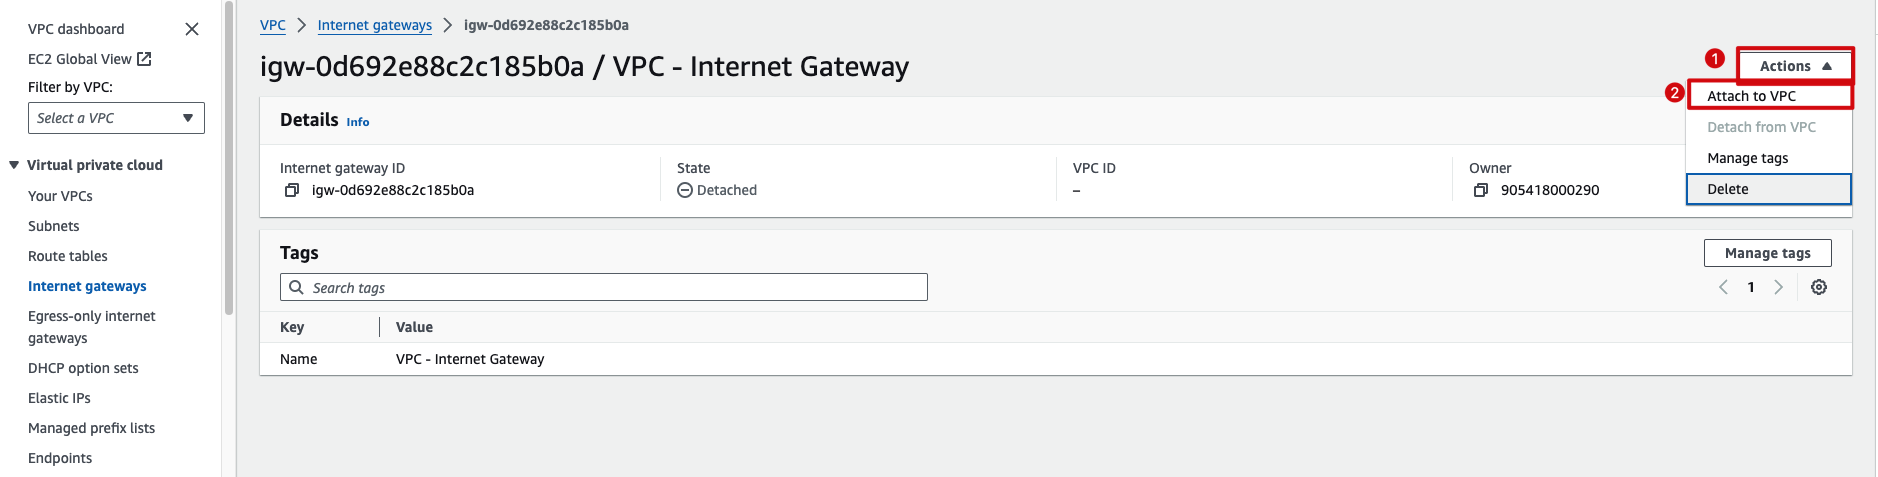 VPC dashboard
EC2 Global View
Filter by VPC:
Select a VPC
Virtual private cloud
Your VPCs
Subnets
Route tables
Internet gateways
Egress-only internet
gateways
DHCP option sets
Elastic IPs
Managed prefix lists
Endpoints
VPC > Internet gateways > igw-0d692e88c2c185b0a
igw-0d692e88c2c185b0a / VPC - Internet Gateway
1 Actions
2 Attach to VPC
Detach from VPC
Manage tags
Delete
Details Info
Internet gateway ID
igw-0d692e88c2c185b0a
State
Detached
VPC ID
–
Owner
905418000290
Tags
Manage tags
Search tags
1
Key Value
Name VPC - Internet Gateway